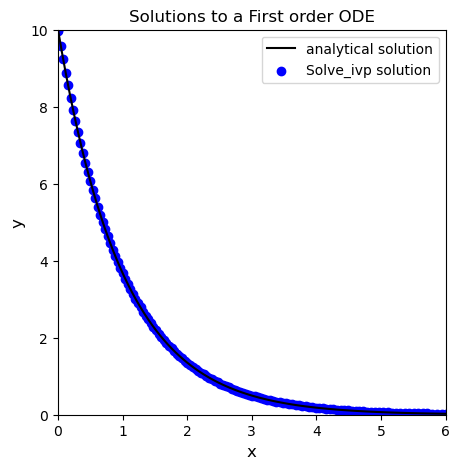 Solutions to a First order ODE
analytical solution
Solve_ivp solution
10
8
6
4
2
0
y
0 1 2 3 4 5 6
x